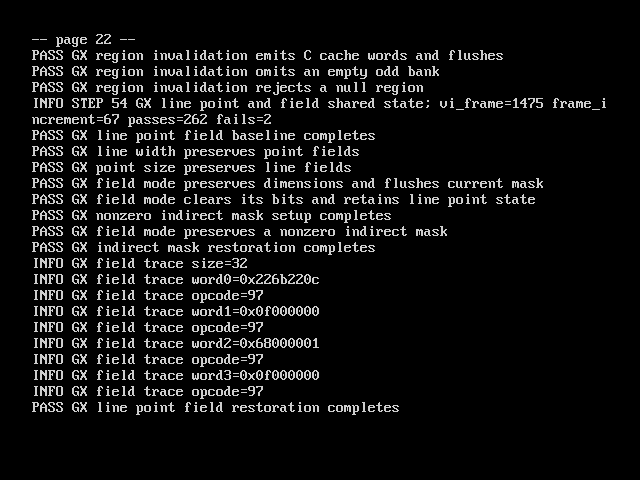 -- page 22 --
PASS GX region invalidation emits C cache words and flushes
PASS GX region invalidation omits an empty odd bank
PASS GX region invalidation rejects a null region
INFO STEP 54 GX line point and field shared state; vi_frame=1475 frame_i
ncrement=67 passes=262 fails=2
PASS GX line point field baseline completes
PASS GX line width preserves point fields
PASS GX point size preserves line fields
PASS GX field mode preserves dimensions and flushes current mask
PASS GX field mode clears its bits and retains line point state
PASS GX nonzero indirect mask setup completes
PASS GX field mode preserves a nonzero indirect mask
PASS GX indirect mask restoration completes
INFO GX field trace size=32
INFO GX field trace word0=0x226b220c
INFO GX field trace opcode=97
INFO GX field trace word1=0x0f000000
INFO GX field trace opcode=97
INFO GX field trace word2=0x68000001
INFO GX field trace opcode=97
INFO GX field trace word3=0x0f000000
INFO GX field trace opcode=97
PASS GX line point field restoration completes